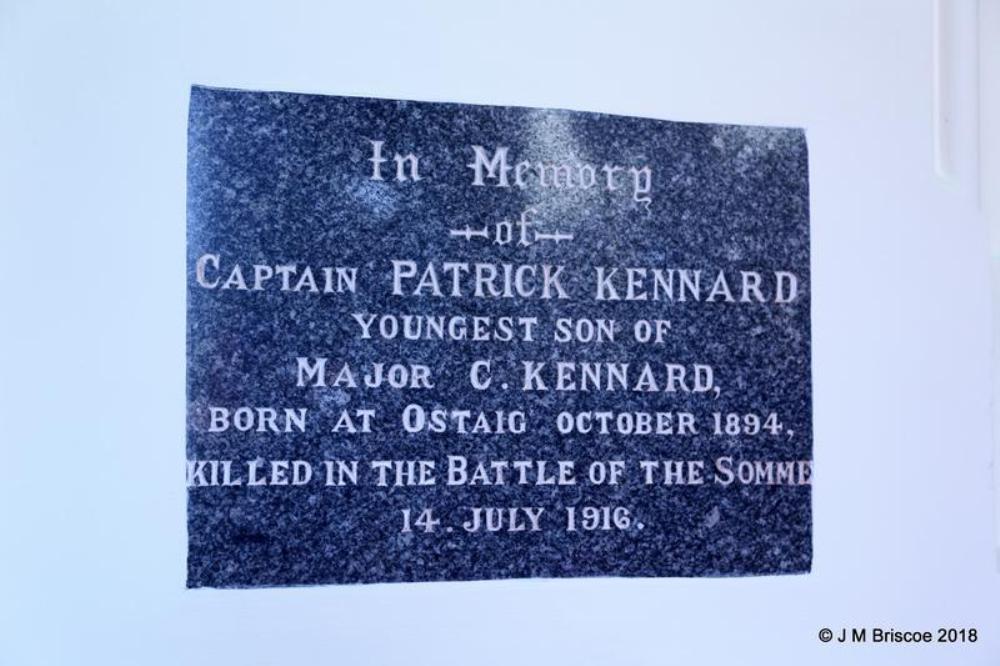 In Memory
of
CAPTAIN PATRICK KENNARD
YOUNGEST SON OF
MAJOR C. KENNARD,
BORN AT OSTAIG OCTOBER 1894,
KILLED IN THE BATTLE OF THE SOMME
14. JULY 1916.
© J M Briscoe 2018